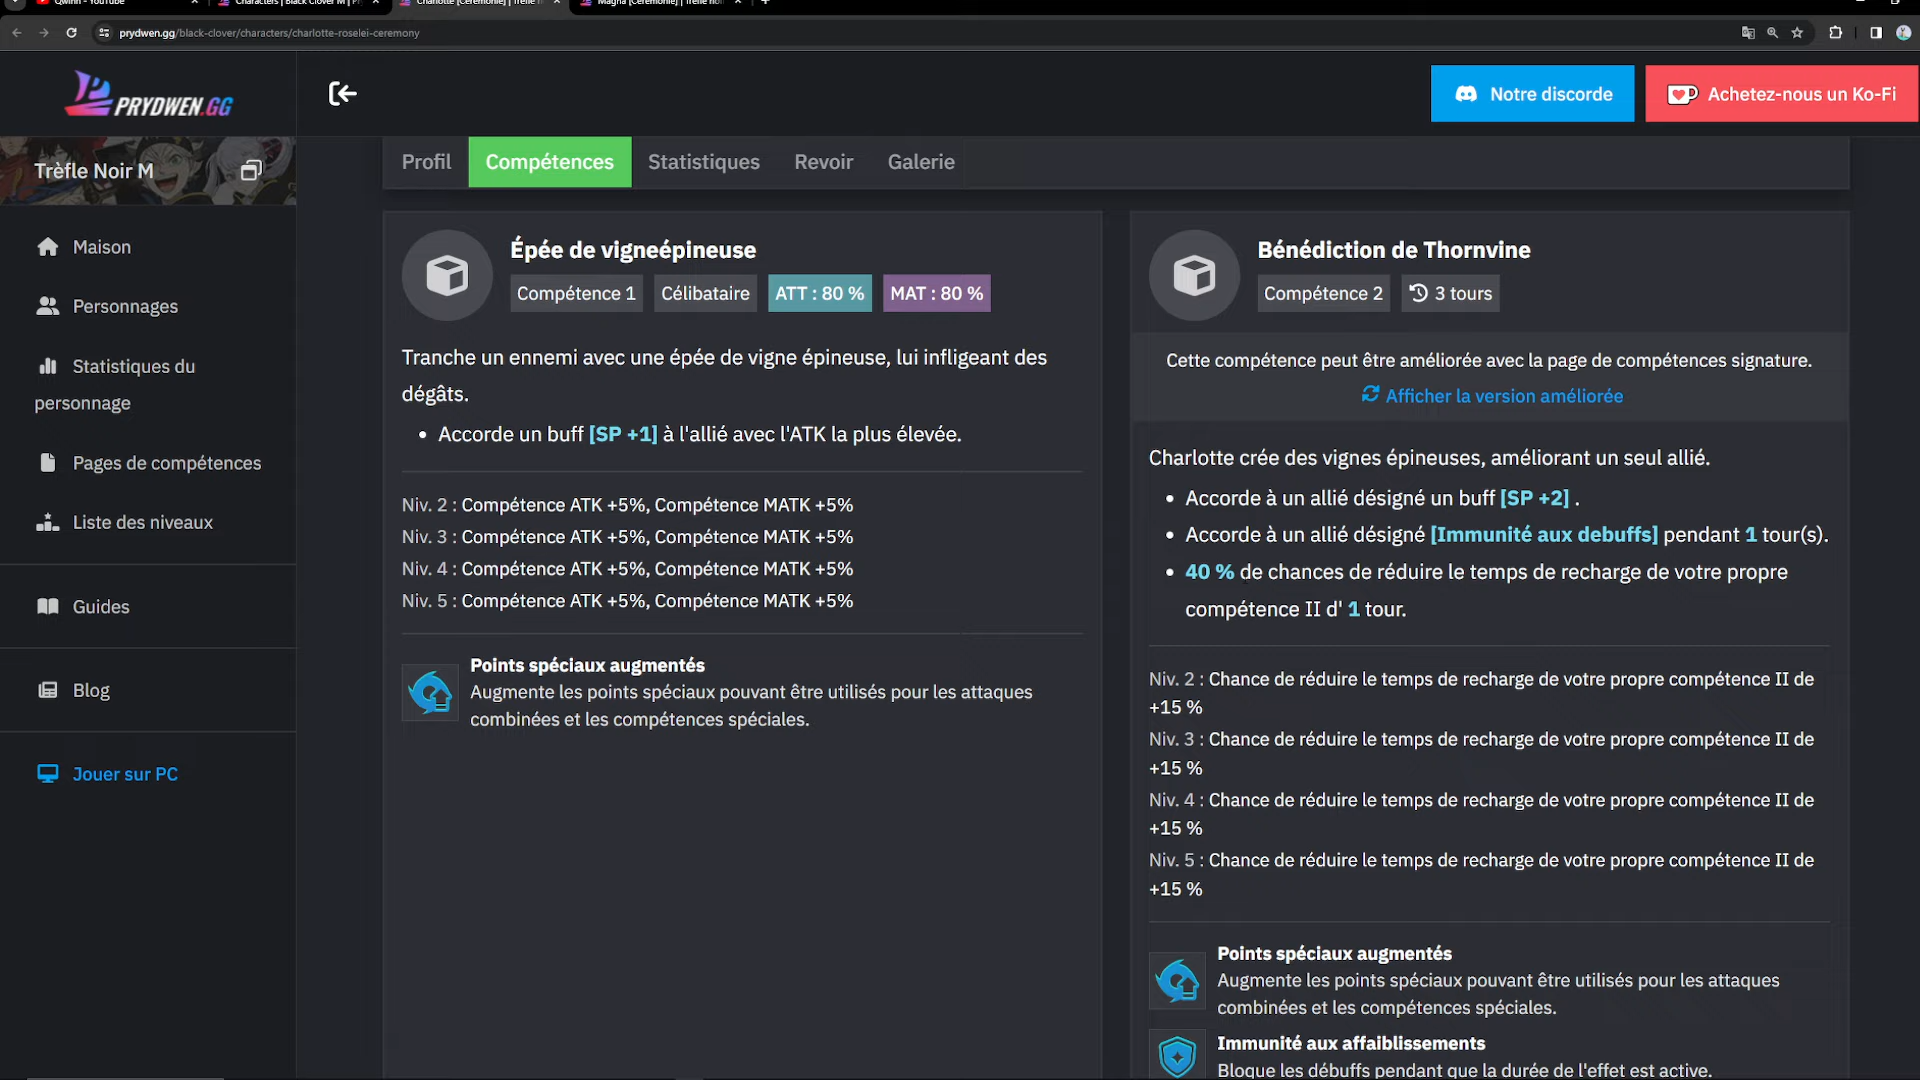 Qwinn - YouTube
Characters | Black Clover M | P
Charlotte [Cérémonie] | Trèfle n
Magna [Cérémonie] | Trèfle noi
prydwen.gg/black-clover/characters/charlotte-roselei-ceremony
PRYDWEN.GG
Notre discorde
Achetez-nous un Ko-Fi
Trèfle Noir M
Maison
Personnages
Statistiques du
personnage
Pages de compétences
Liste des niveaux
Guides
Blog
Jouer sur PC
Profil
Compétences
Statistiques
Revoir
Galerie
Épée de vigneépineuse
Compétence 1
Célibataire
ATT : 80 %
MAT : 80 %
Tranche un ennemi avec une épée de vigne épineuse, lui infligeant des
dégâts.
• Accorde un buff [SP +1] à l'allié avec l'ATK la plus élevée.
Niv. 2 : Compétence ATK +5%, Compétence MATK +5%
Niv. 3 : Compétence ATK +5%, Compétence MATK +5%
Niv. 4 : Compétence ATK +5%, Compétence MATK +5%
Niv. 5 : Compétence ATK +5%, Compétence MATK +5%
Points spéciaux augmentés
Augmente les points spéciaux pouvant être utilisés pour les attaques
combinées et les compétences spéciales.
Bénédiction de Thornvine
Compétence 2
3 tours
Cette compétence peut être améliorée avec la page de compétences signature.
Afficher la version améliorée
Charlotte crée des vignes épineuses, améliorant un seul allié.
• Accorde à un allié désigné un buff [SP +2] .
• Accorde à un allié désigné [Immunité aux debuffs] pendant 1 tour(s).
• 40 % de chances de réduire le temps de recharge de votre propre
compétence II d' 1 tour.
Niv. 2 : Chance de réduire le temps de recharge de votre propre compétence II de
+15 %
Niv. 3 : Chance de réduire le temps de recharge de votre propre compétence II de
+15 %
Niv. 4 : Chance de réduire le temps de recharge de votre propre compétence II de
+15 %
Niv. 5 : Chance de réduire le temps de recharge de votre propre compétence II de
+15 %
Points spéciaux augmentés
Augmente les points spéciaux pouvant être utilisés pour les attaques
combinées et les compétences spéciales.
Immunité aux affaiblissements
Bloque les débuffs pendant que la durée de l'effet est active.